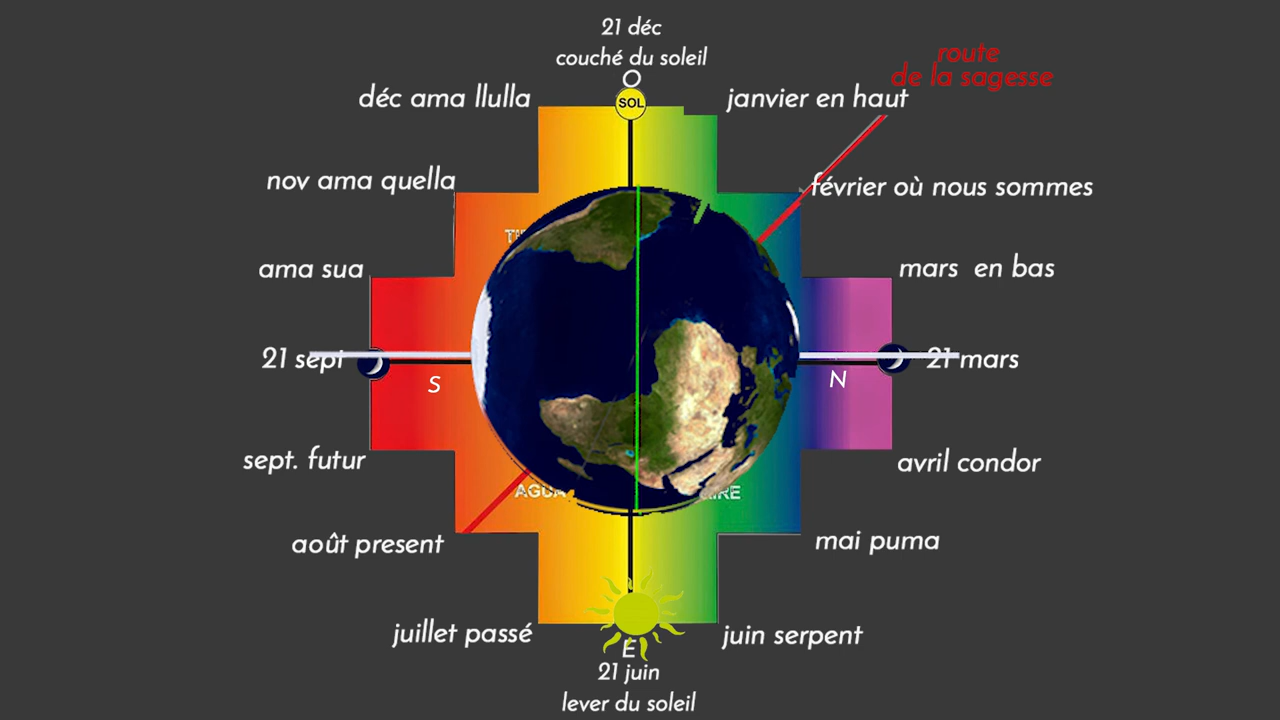 21 déc
couché du soleil
O
SOL
route
de la sagesse
déc ama llulla
janvier en haut
nov ama quella
février où nous sommes
ama sua
mars en bas
21 sept
21 mars
S
N
sept. futur
avril condor
AGUA
août present
mai puma
juillet passé
juin serpent
E
21 juin
lever du soleil